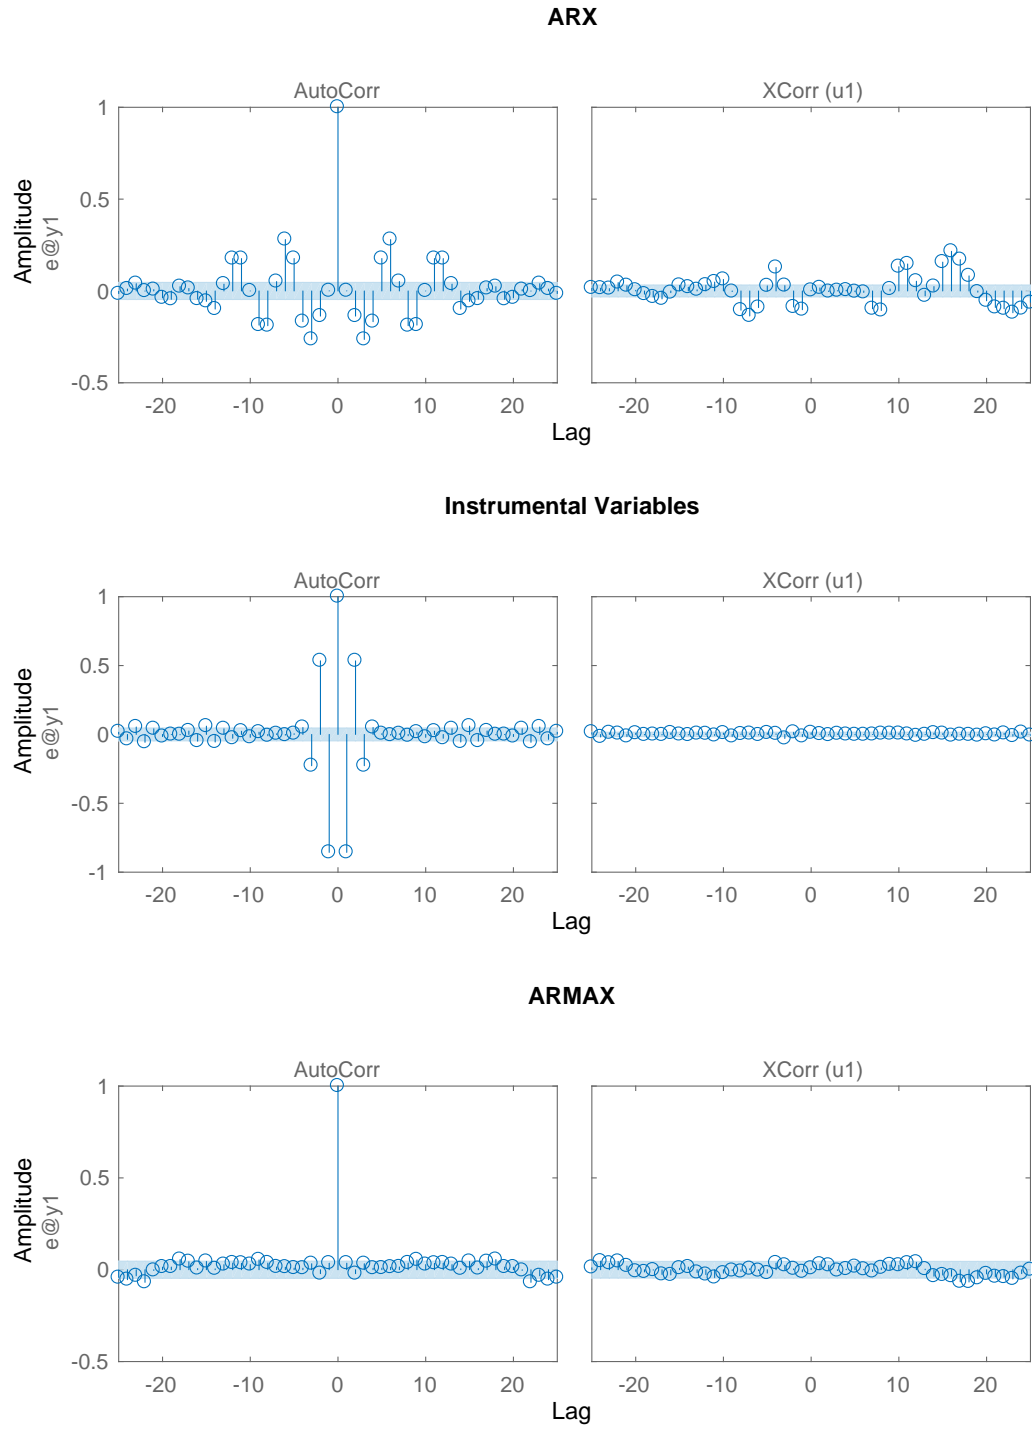 ARX
AutoCorr
XCorr (u1)
Amplitude
e@y1
1
0.5
0
-0.5
-20 -10 0 10 20 -20 -10 0 10 20
Lag
Instrumental Variables
AutoCorr
XCorr (u1)
Amplitude
e@y1
1
0.5
0
-0.5
-1
-20 -10 0 10 20 -20 -10 0 10 20
Lag
ARMAX
AutoCorr
XCorr (u1)
Amplitude
e@y1
1
0.5
0
-0.5
-20 -10 0 10 20 -20 -10 0 10 20
Lag